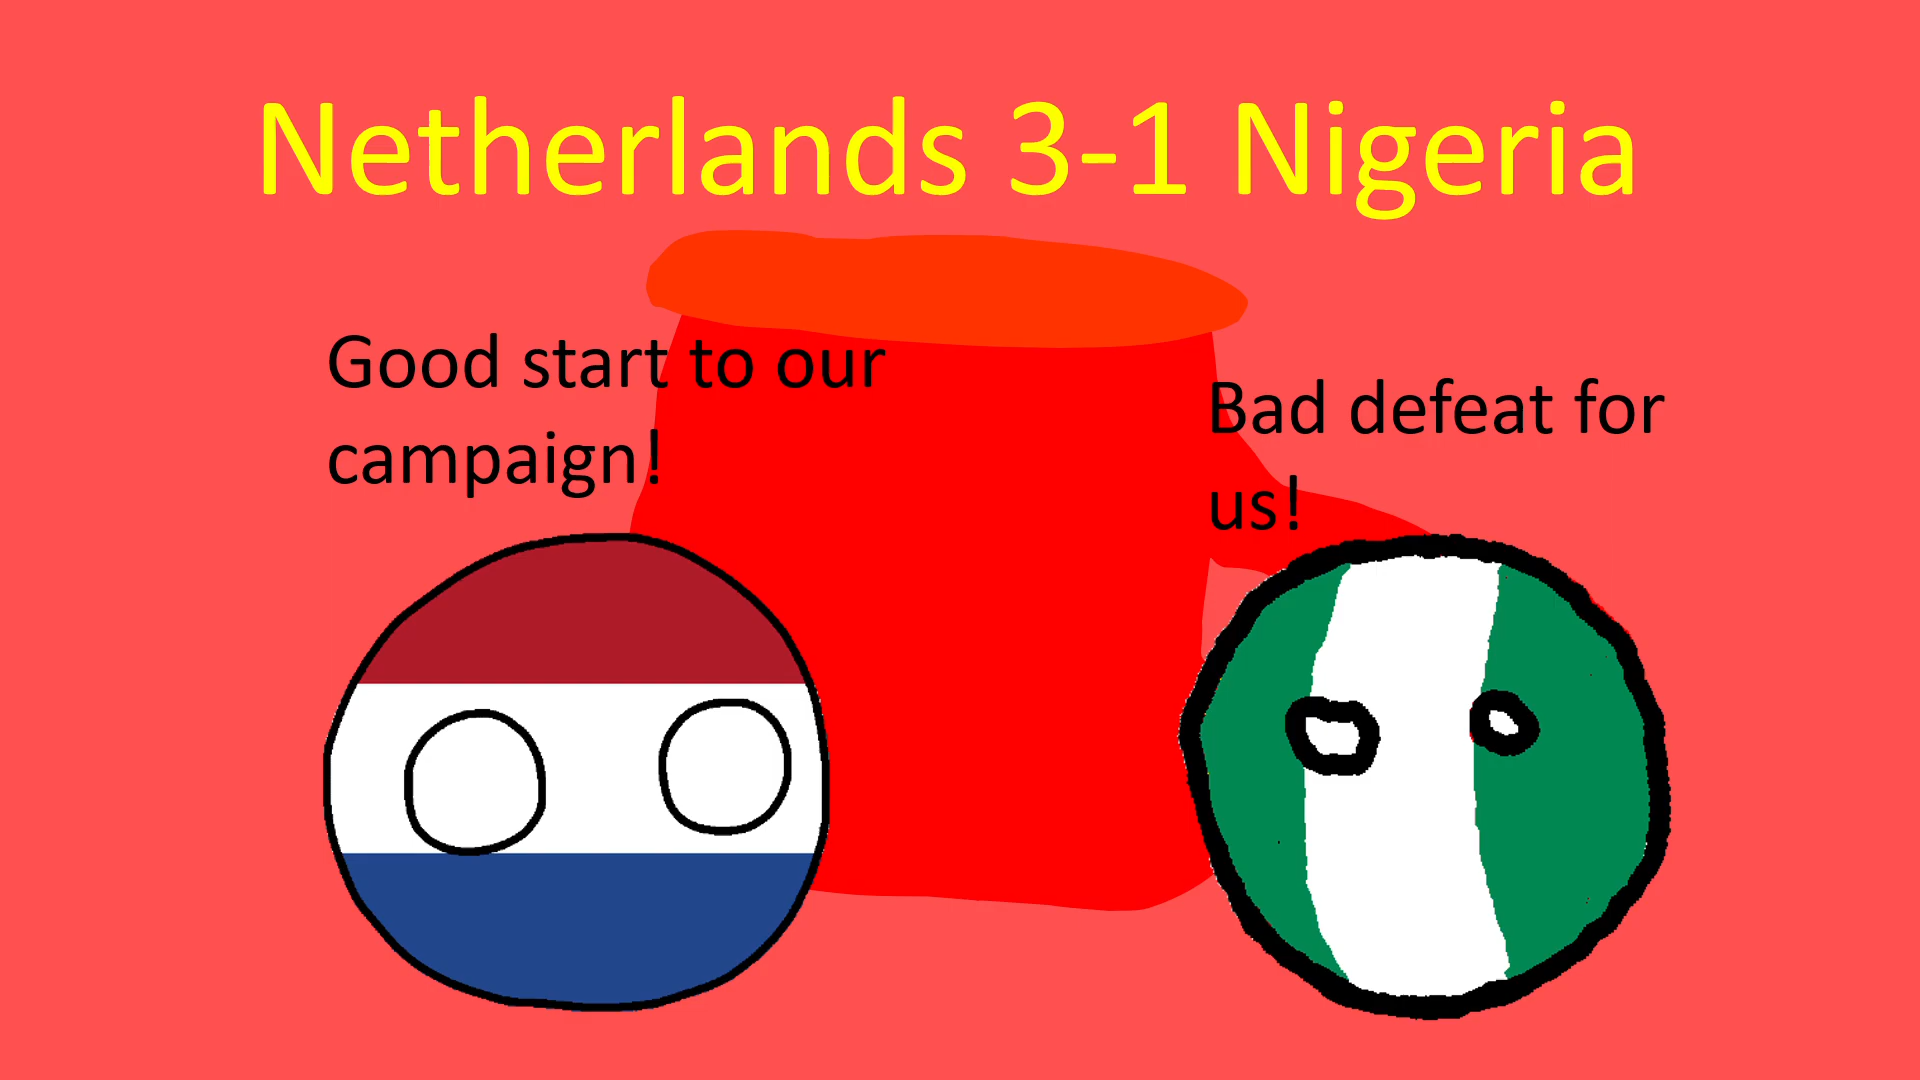 Netherlands 3-1 Nigeria
Good start to our
campaign!
Bad defeat for
us!